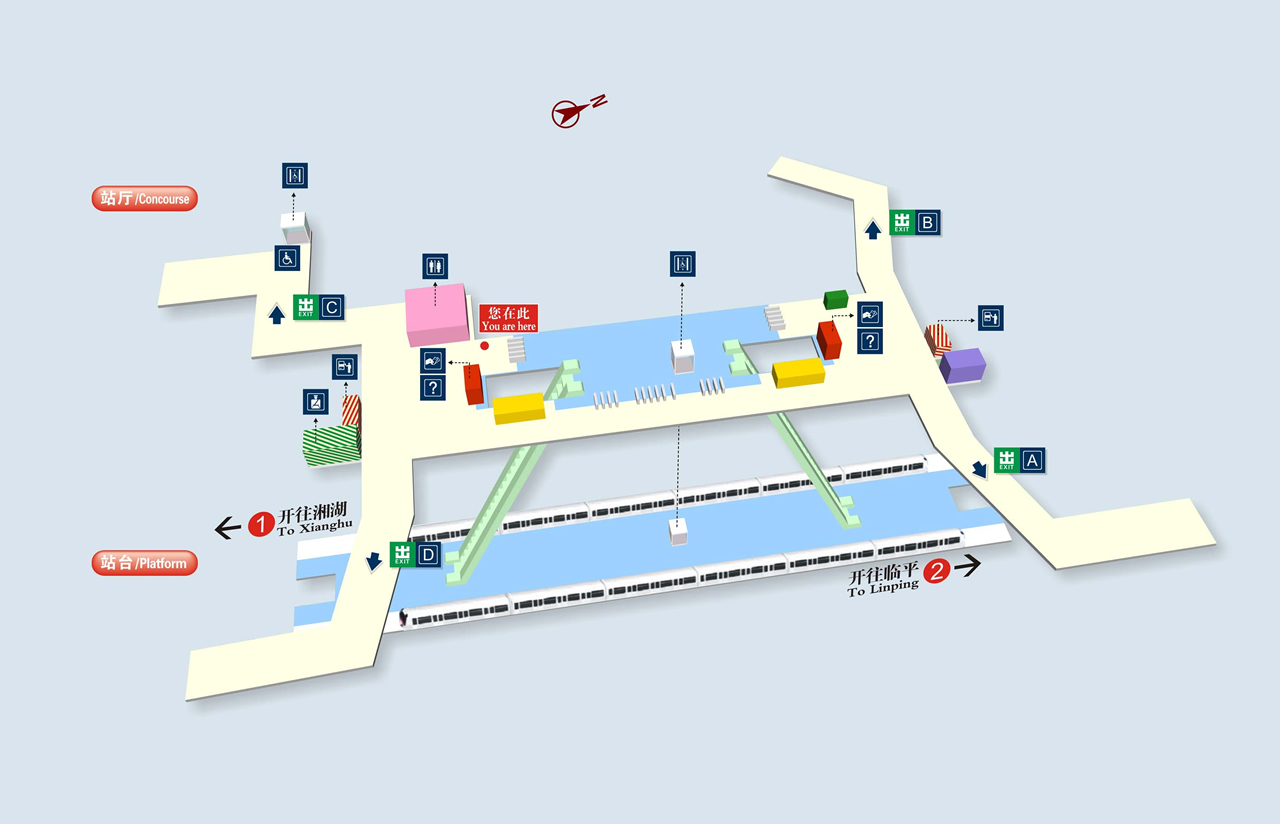 N
站厅/Concourse
出 EXIT B
出 EXIT C
您在此
You are here
?
?
出 EXIT A
1 开往湘湖
To Xianghu
站台/Platform
出 EXIT D
开往临平 2
To Linping